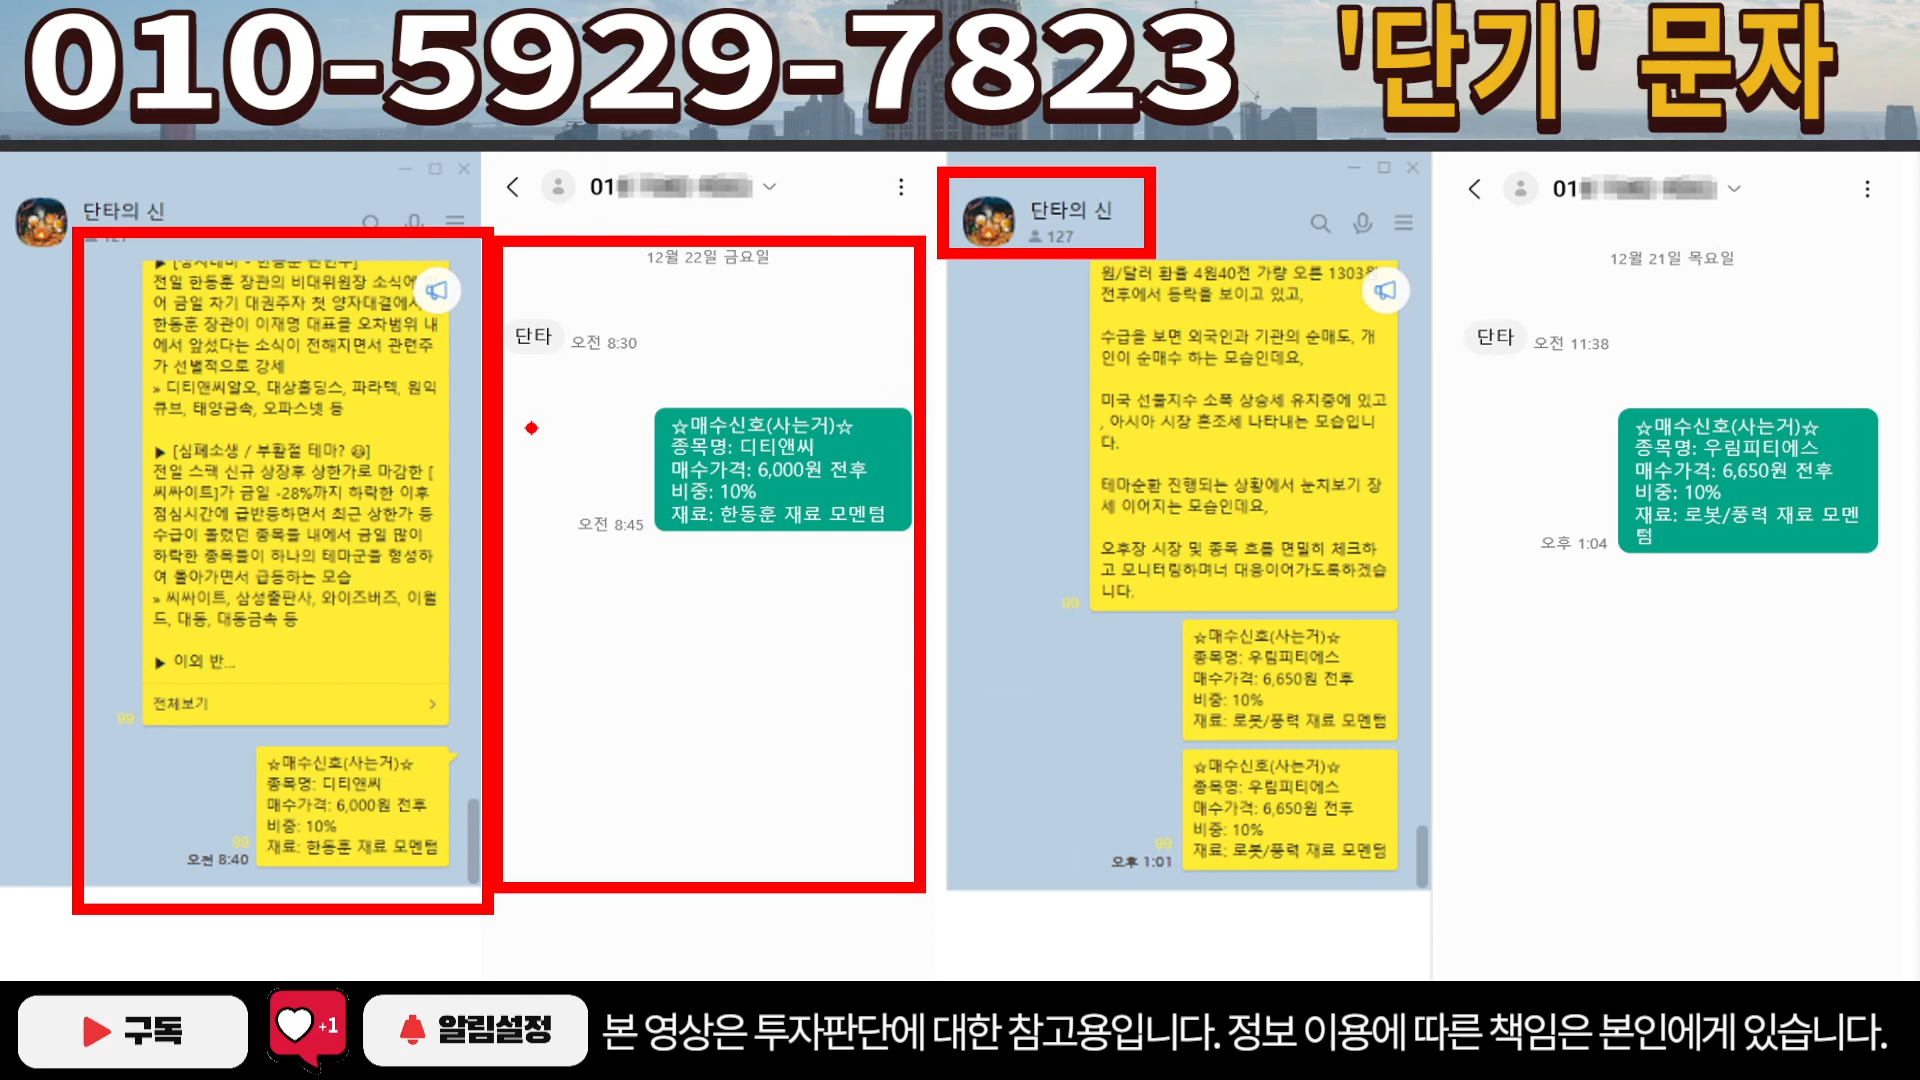 010-5929-7823 '단기' 문자
단타의 신
전일 한동훈 장관의 비대위원장 소식에
어 금일 차기 대권주자 첫 양자대결에서
한동훈 장관이 이재명 대표를 오차범위 내
에서 앞섰다는 소식이 전해지면서 관련주
가 선별적으로 강세
» 디티앤씨알오, 대상홀딩스, 파라텍, 원익
큐브, 태양금속, 오파스넷 등
▶ [심폐소생 / 부활절 테마? 😆]
전일 스팩 신규 상장후 상한가로 마감한 [
씨싸이트]가 금일 -28%까지 하락한 이후
점심시간에 급반등하면서 최근 상한가 등
수급이 몰렸던 종목들 내에서 금일 많이
하락한 종목들이 하나의 테마군을 형성하
여 돌아가면서 급등하는 모습
» 씨싸이트, 삼성출판사, 와이즈버즈, 이월
드, 대동, 대동금속 등
▶ 이외 반...
전체보기
99
☆매수신호(사는거)☆
종목명: 디티앤씨
매수가격: 6,000원 전후
비중: 10%
재료: 한동훈 재료 모멘텀
99
오전 8:40
01
12월 22일 금요일
단타
오전 8:30
☆매수신호(사는거)☆
종목명: 디티앤씨
매수가격: 6,000원 전후
비중: 10%
재료: 한동훈 재료 모멘텀
오전 8:45
단타의 신
127
원/달러 환율 4원40전 가량 오른 1303원
전후에서 등락을 보이고 있고,
수급을 보면 외국인과 기관의 순매도, 개
인이 순매수 하는 모습인데요,
미국 선물지수 소폭 상승세 유지중에 있고
, 아시아 시장 혼조세 나타내는 모습입니
다.
테마순환 진행되는 상황에서 눈치보기 장
세 이어지는 모습인데요,
오후장 시장 및 종목 흐름 면밀히 체크하
고 모니터링하며너 대응이어가도록하겠습
니다.
99
☆매수신호(사는거)☆
종목명: 우림피티에스
매수가격: 6,650원 전후
비중: 10%
재료: 로봇/풍력 재료 모멘텀
☆매수신호(사는거)☆
종목명: 우림피티에스
매수가격: 6,650원 전후
비중: 10%
재료: 로봇/풍력 재료 모멘텀
99
오후 1:01
01
12월 21일 목요일
단타
오전 11:38
☆매수신호(사는거)☆
종목명: 우림피티에스
매수가격: 6,650원 전후
비중: 10%
재료: 로봇/풍력 재료 모멘
텀
오후 1:04
구독
+1
알림설정
본 영상은 투자판단에 대한 참고용입니다. 정보 이용에 따른 책임은 본인에게 있습니다.